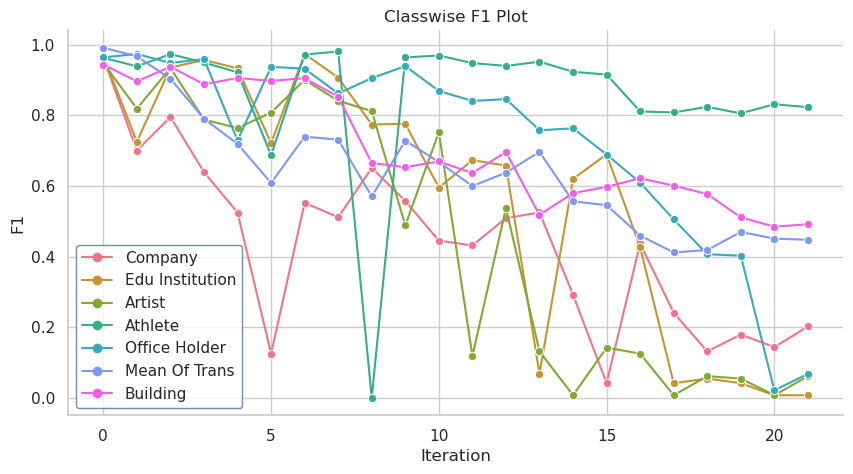 Classwise F1 Plot
F1
1.0
0.8
0.6
0.4
0.2
0.0
Company
Edu Institution
Artist
Athlete
Office Holder
Mean Of Trans
Building
0 5 10 15 20
Iteration